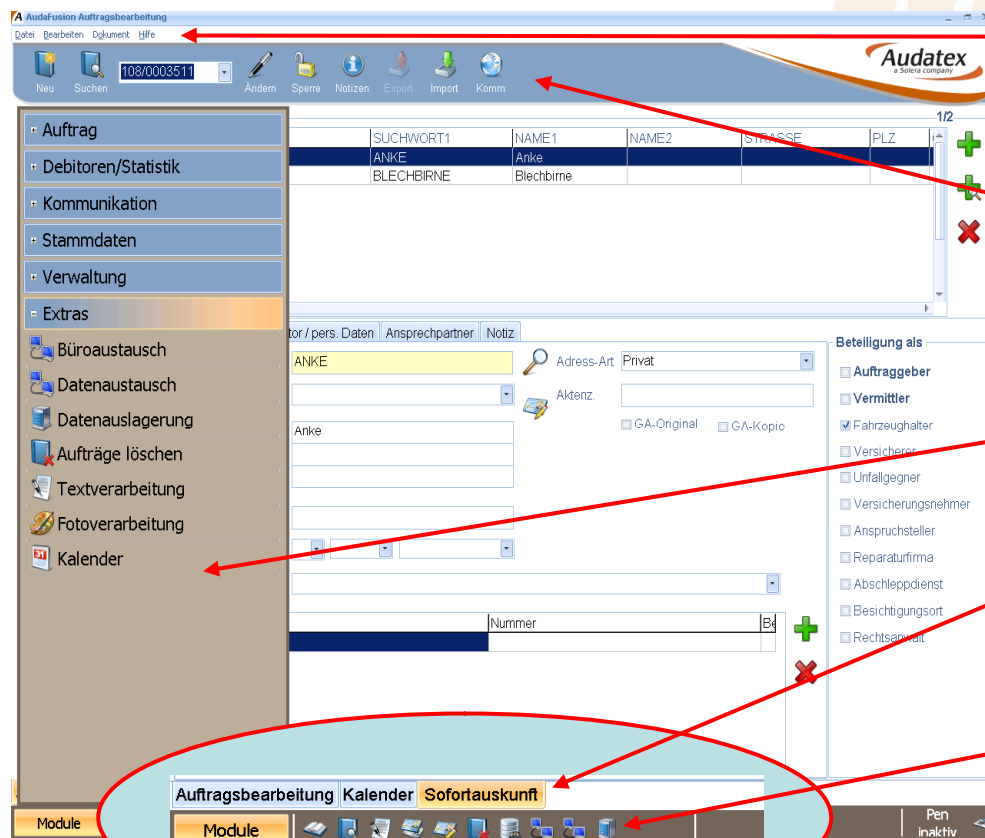 AudaFusion Auftragsbearbeitung
Datei Bearbeiten Dokument Hilfe
108/0003511
Neu Suchen Ändern Sperre Notizen Export Import Komm
Audatex
a Solera company
1/2
Auftrag
Debitoren/Statistik
Kommunikation
Stammdaten
Verwaltung
Extras
Büroaustausch
Datenaustausch
Datenauslagerung
Aufträge löschen
Textverarbeitung
Fotoverarbeitung
Kalender
SUCHWORT1 NAME1 NAME2 STRASSE PLZ
ANKE Anke
BLECHBIRNE Blechbirne
tor / pers. Daten Ansprechpartner Notiz
ANKE
Adress-Art Privat
Aktenz.
GA-Original GA-Kopie
Anke
Beteiligung als
Auftraggeber
Vermittler
Fahrzeughalter
Versicherer
Unfallgegner
Versicherungsnehmer
Anspruchsteller
Reparaturfirma
Abschleppdienst
Besichtigungsort
Rechtsanwalt
Nummer Be
Auftragsbearbeitung Kalender Sofortauskunft
Module
Module
Pen
inaktiv